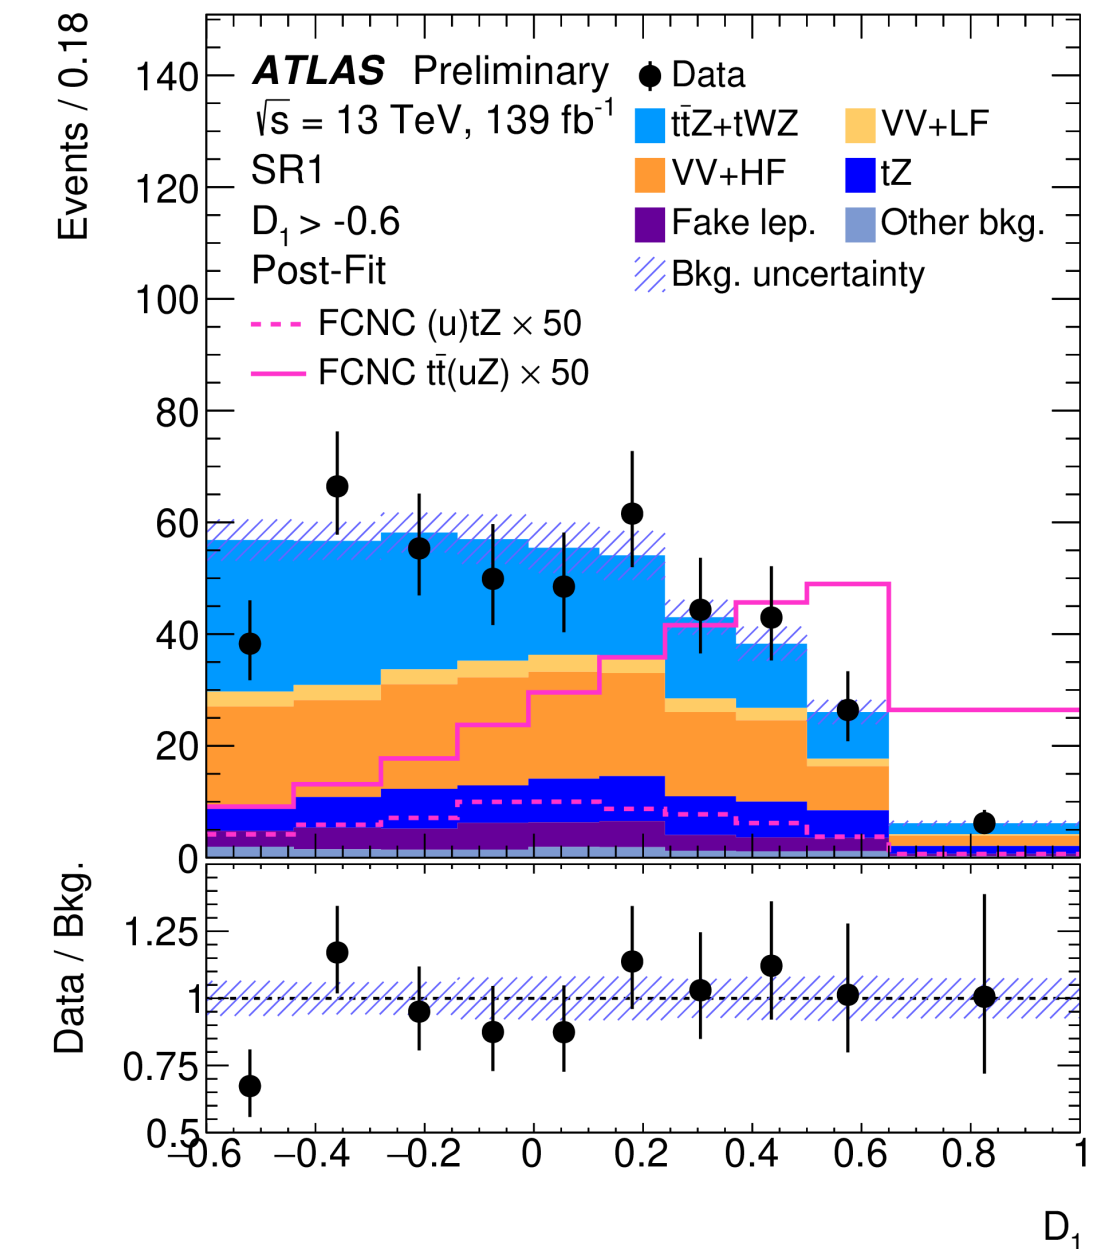 Events / 0.18
140
120
100
80
60
40
20
0
ATLAS Preliminary
√s = 13 TeV, 139 fb⁻¹
SR1
D₁ > -0.6
Post-Fit
FCNC (u)tZ × 50
FCNC tt̄(uZ) × 50
Data
tt̄Z+tWZ
VV+LF
VV+HF
tZ
Fake lep.
Other bkg.
Bkg. uncertainty
Data / Bkg.
0
1.25
1
0.75
0.5
−0.6 −0.4 −0.2 0 0.2 0.4 0.6 0.8 1
D₁